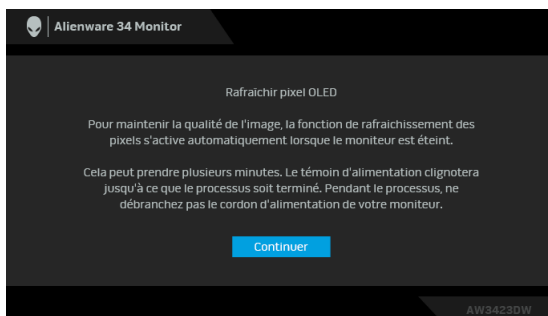 Alienware 34 Monitor
Rafraîchir pixel OLED
Pour maintenir la qualité de l'image, la fonction de rafraichissement des
pixels s'active automatiquement lorsque le moniteur est éteint.
Cela peut prendre plusieurs minutes. Le témoin d'alimentation clignotera
jusqu'à ce que le processus soit terminé. Pendant le processus, ne
débranchez pas le cordon d'alimentation de votre moniteur.
Continuer
AW3423DW